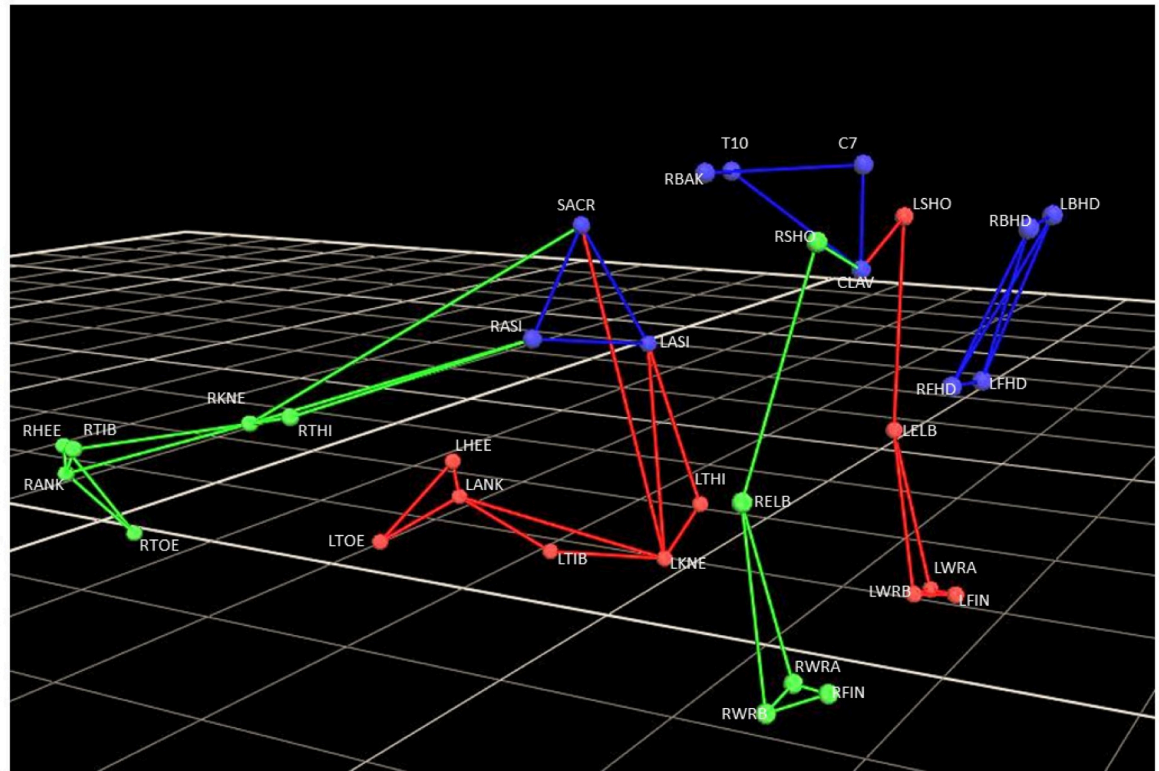 T10
C7
RBAK
SACR
LSHO
LBHD
RBHD
RSHO
CLAV
RASI
LASI
RFHD
LFHD
RKNE
RTHI
RHEE
RTIB
LELB
LHEE
RANK
LANK
LTHI
RELB
RTOE
LTOE
LTIB
LKNE
LWRA
LWRB
LFIN
RWRA
RFIN
RWRB